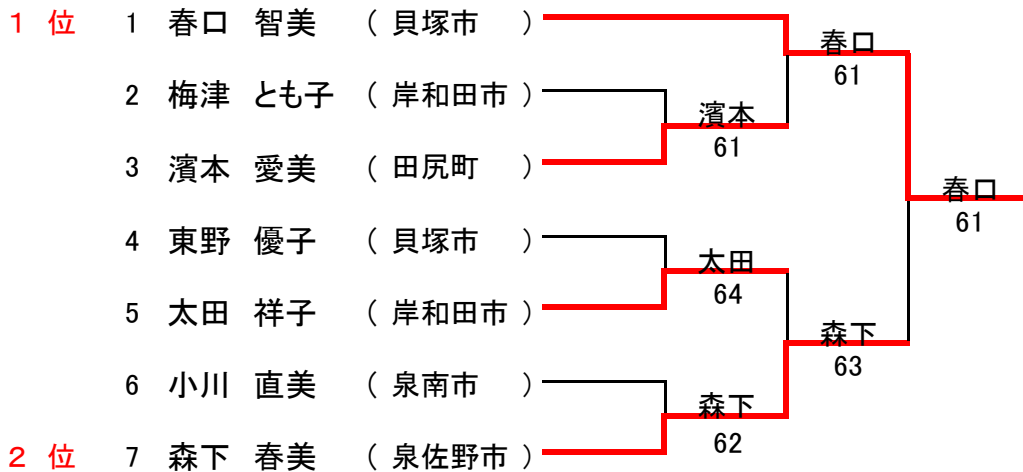 1 位 1 春口 智美 ( 貝塚市 )
春口
61
2 梅津 とも子 ( 岸和田市 )
濱本
61
3 濱本 愛美 ( 田尻町 )
春口
61
4 東野 優子 ( 貝塚市 )
太田
64
5 太田 祥子 ( 岸和田市 )
森下
63
6 小川 直美 ( 泉南市 )
森下
62
2 位 7 森下 春美 ( 泉佐野市 )